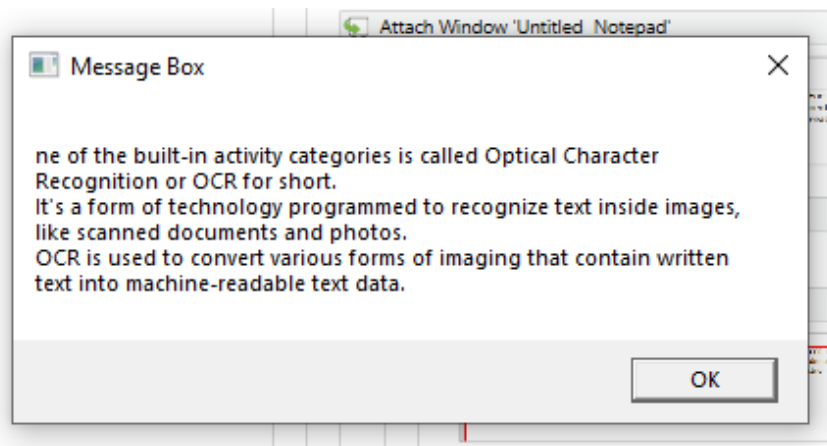 Attach Window 'Untitled Notepad'
Message Box
ne of the built-in activity categories is called Optical Character
Recognition or OCR for short.
It's a form of technology programmed to recognize text inside images,
like scanned documents and photos.
OCR is used to convert various forms of imaging that contain written
text into machine-readable text data.
OK